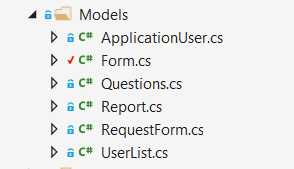 Models
C# ApplicationUser.cs
C# Form.cs
C# Questions.cs
C# Report.cs
C# RequestForm.cs
C# UserList.cs